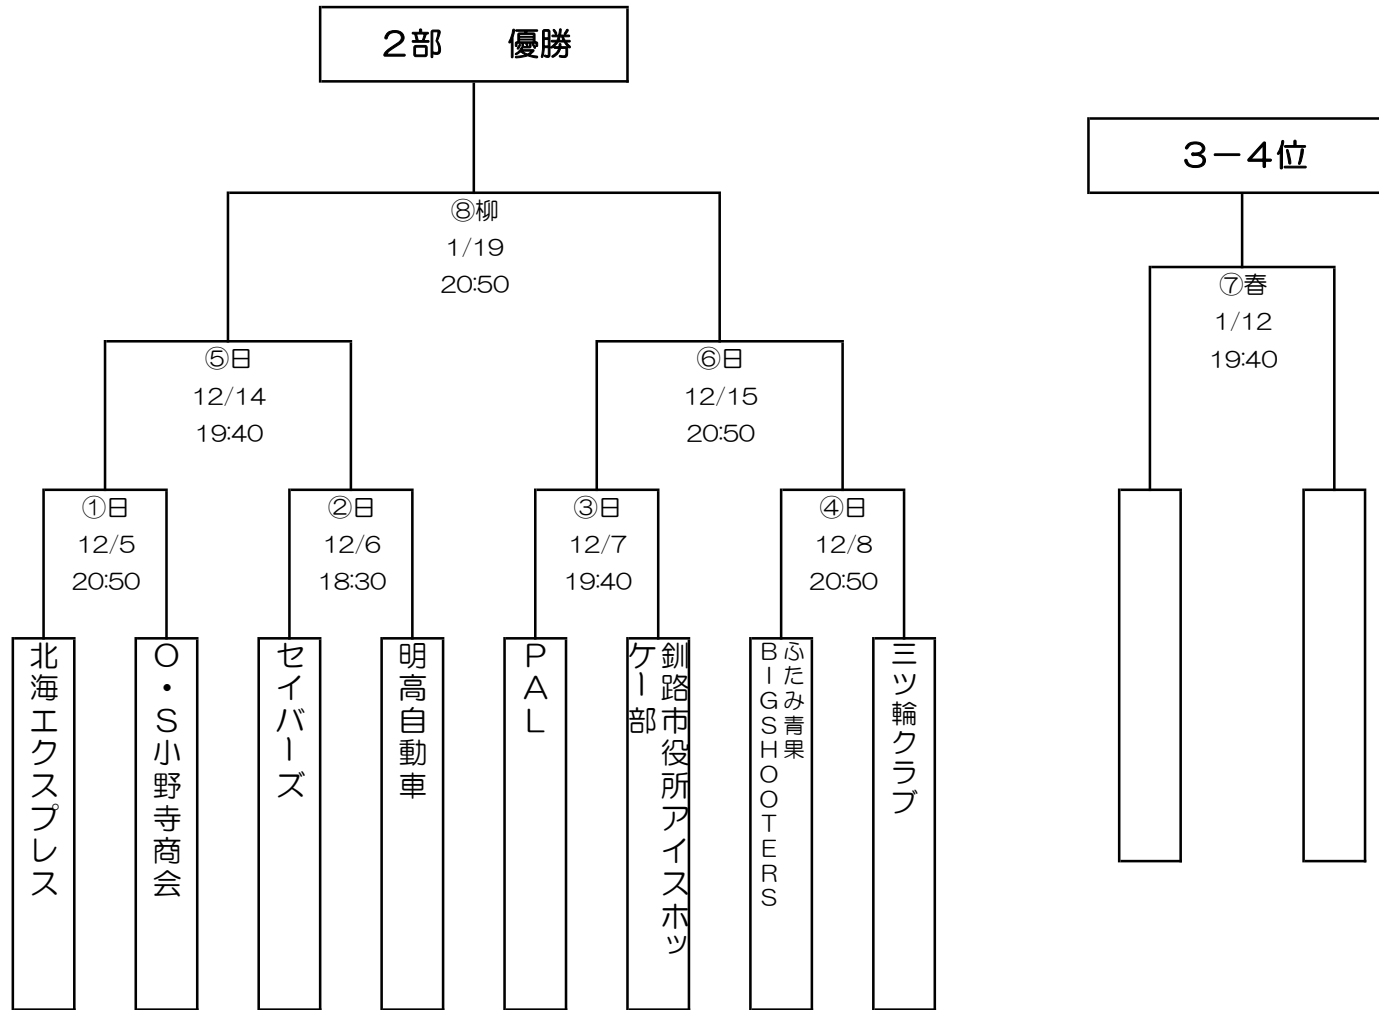 ２部　　優勝
３－４位
⑧柳
1/19
20:50
⑦春
1/12
19:40
⑤日
12/14
19:40
⑥日
12/15
20:50
①日
12/5
20:50
②日
12/6
18:30
③日
12/7
19:40
④日
12/8
20:50
北海エクスプレス
Ｏ・Ｓ小野寺商会
セイバーズ
明高自動車
ＰＡＬ
釧路市役所アイスホッ
ケー部
ふたみ青果
ＢＩＧＳＨＯＯＴＥＲＳ
三ツ輪クラブ